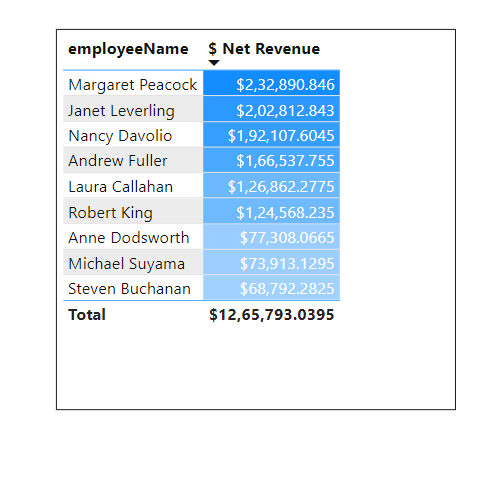 employeeName $ Net Revenue
Margaret Peacock $2,32,890.846
Janet Leverling $2,02,812.843
Nancy Davolio $1,92,107.6045
Andrew Fuller $1,66,537.755
Laura Callahan $1,26,862.2775
Robert King $1,24,568.235
Anne Dodsworth $77,308.0665
Michael Suyama $73,913.1295
Steven Buchanan $68,792.2825
Total $12,65,793.0395